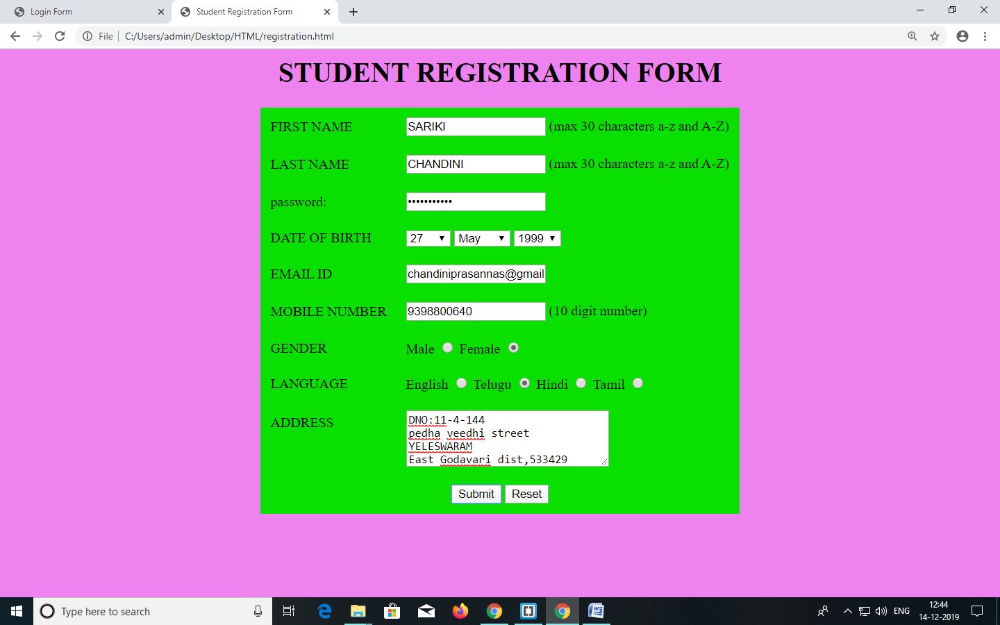 Login Form
Student Registration Form
File C:/Users/admin/Desktop/HTML/registration.html
STUDENT REGISTRATION FORM
FIRST NAME SARIKI (max 30 characters a-z and A-Z)
LAST NAME CHANDINI (max 30 characters a-z and A-Z)
password: •••••••••••
DATE OF BIRTH 27 May 1999
EMAIL ID chandiniprasannas@gmail
MOBILE NUMBER 9398800640 (10 digit number)
GENDER Male Female
LANGUAGE English Telugu Hindi Tamil
ADDRESS DNO:11-4-144
pedha veedhi street
YELESWARAM
East Godavari dist,533429
Submit Reset
Type here to search
ENG
12:44
14-12-2019